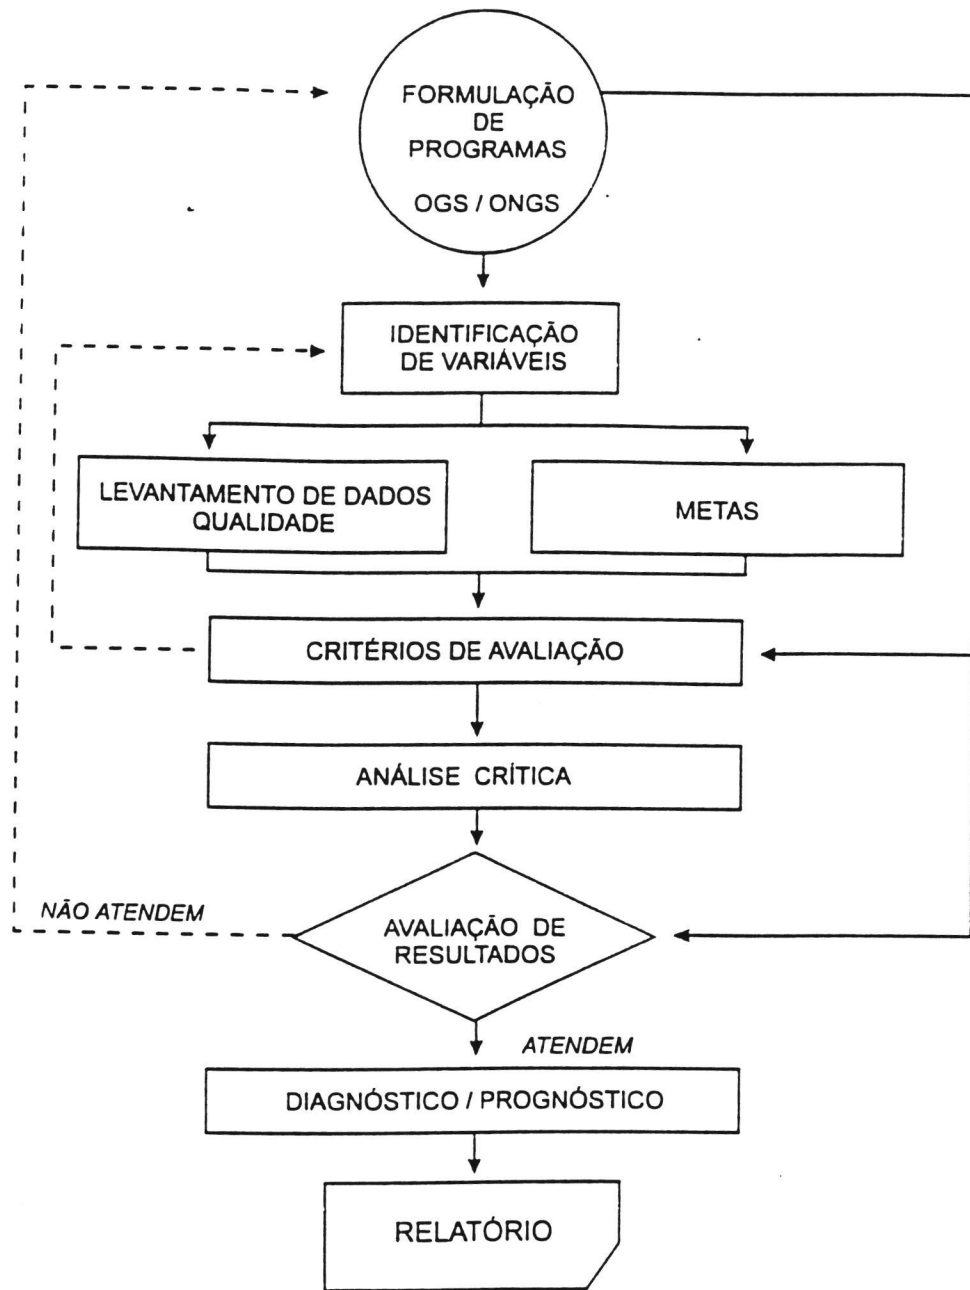 FORMULAÇÃO
DE
PROGRAMAS
OGS / ONGS
IDENTIFICAÇÃO
DE VARIÁVEIS
LEVANTAMENTO DE DADOS
QUALIDADE
METAS
CRITÉRIOS DE AVALIAÇÃO
ANÁLISE CRÍTICA
NÃO ATENDEM
AVALIAÇÃO DE
RESULTADOS
ATENDEM
DIAGNÓSTICO / PROGNÓSTICO
RELATÓRIO